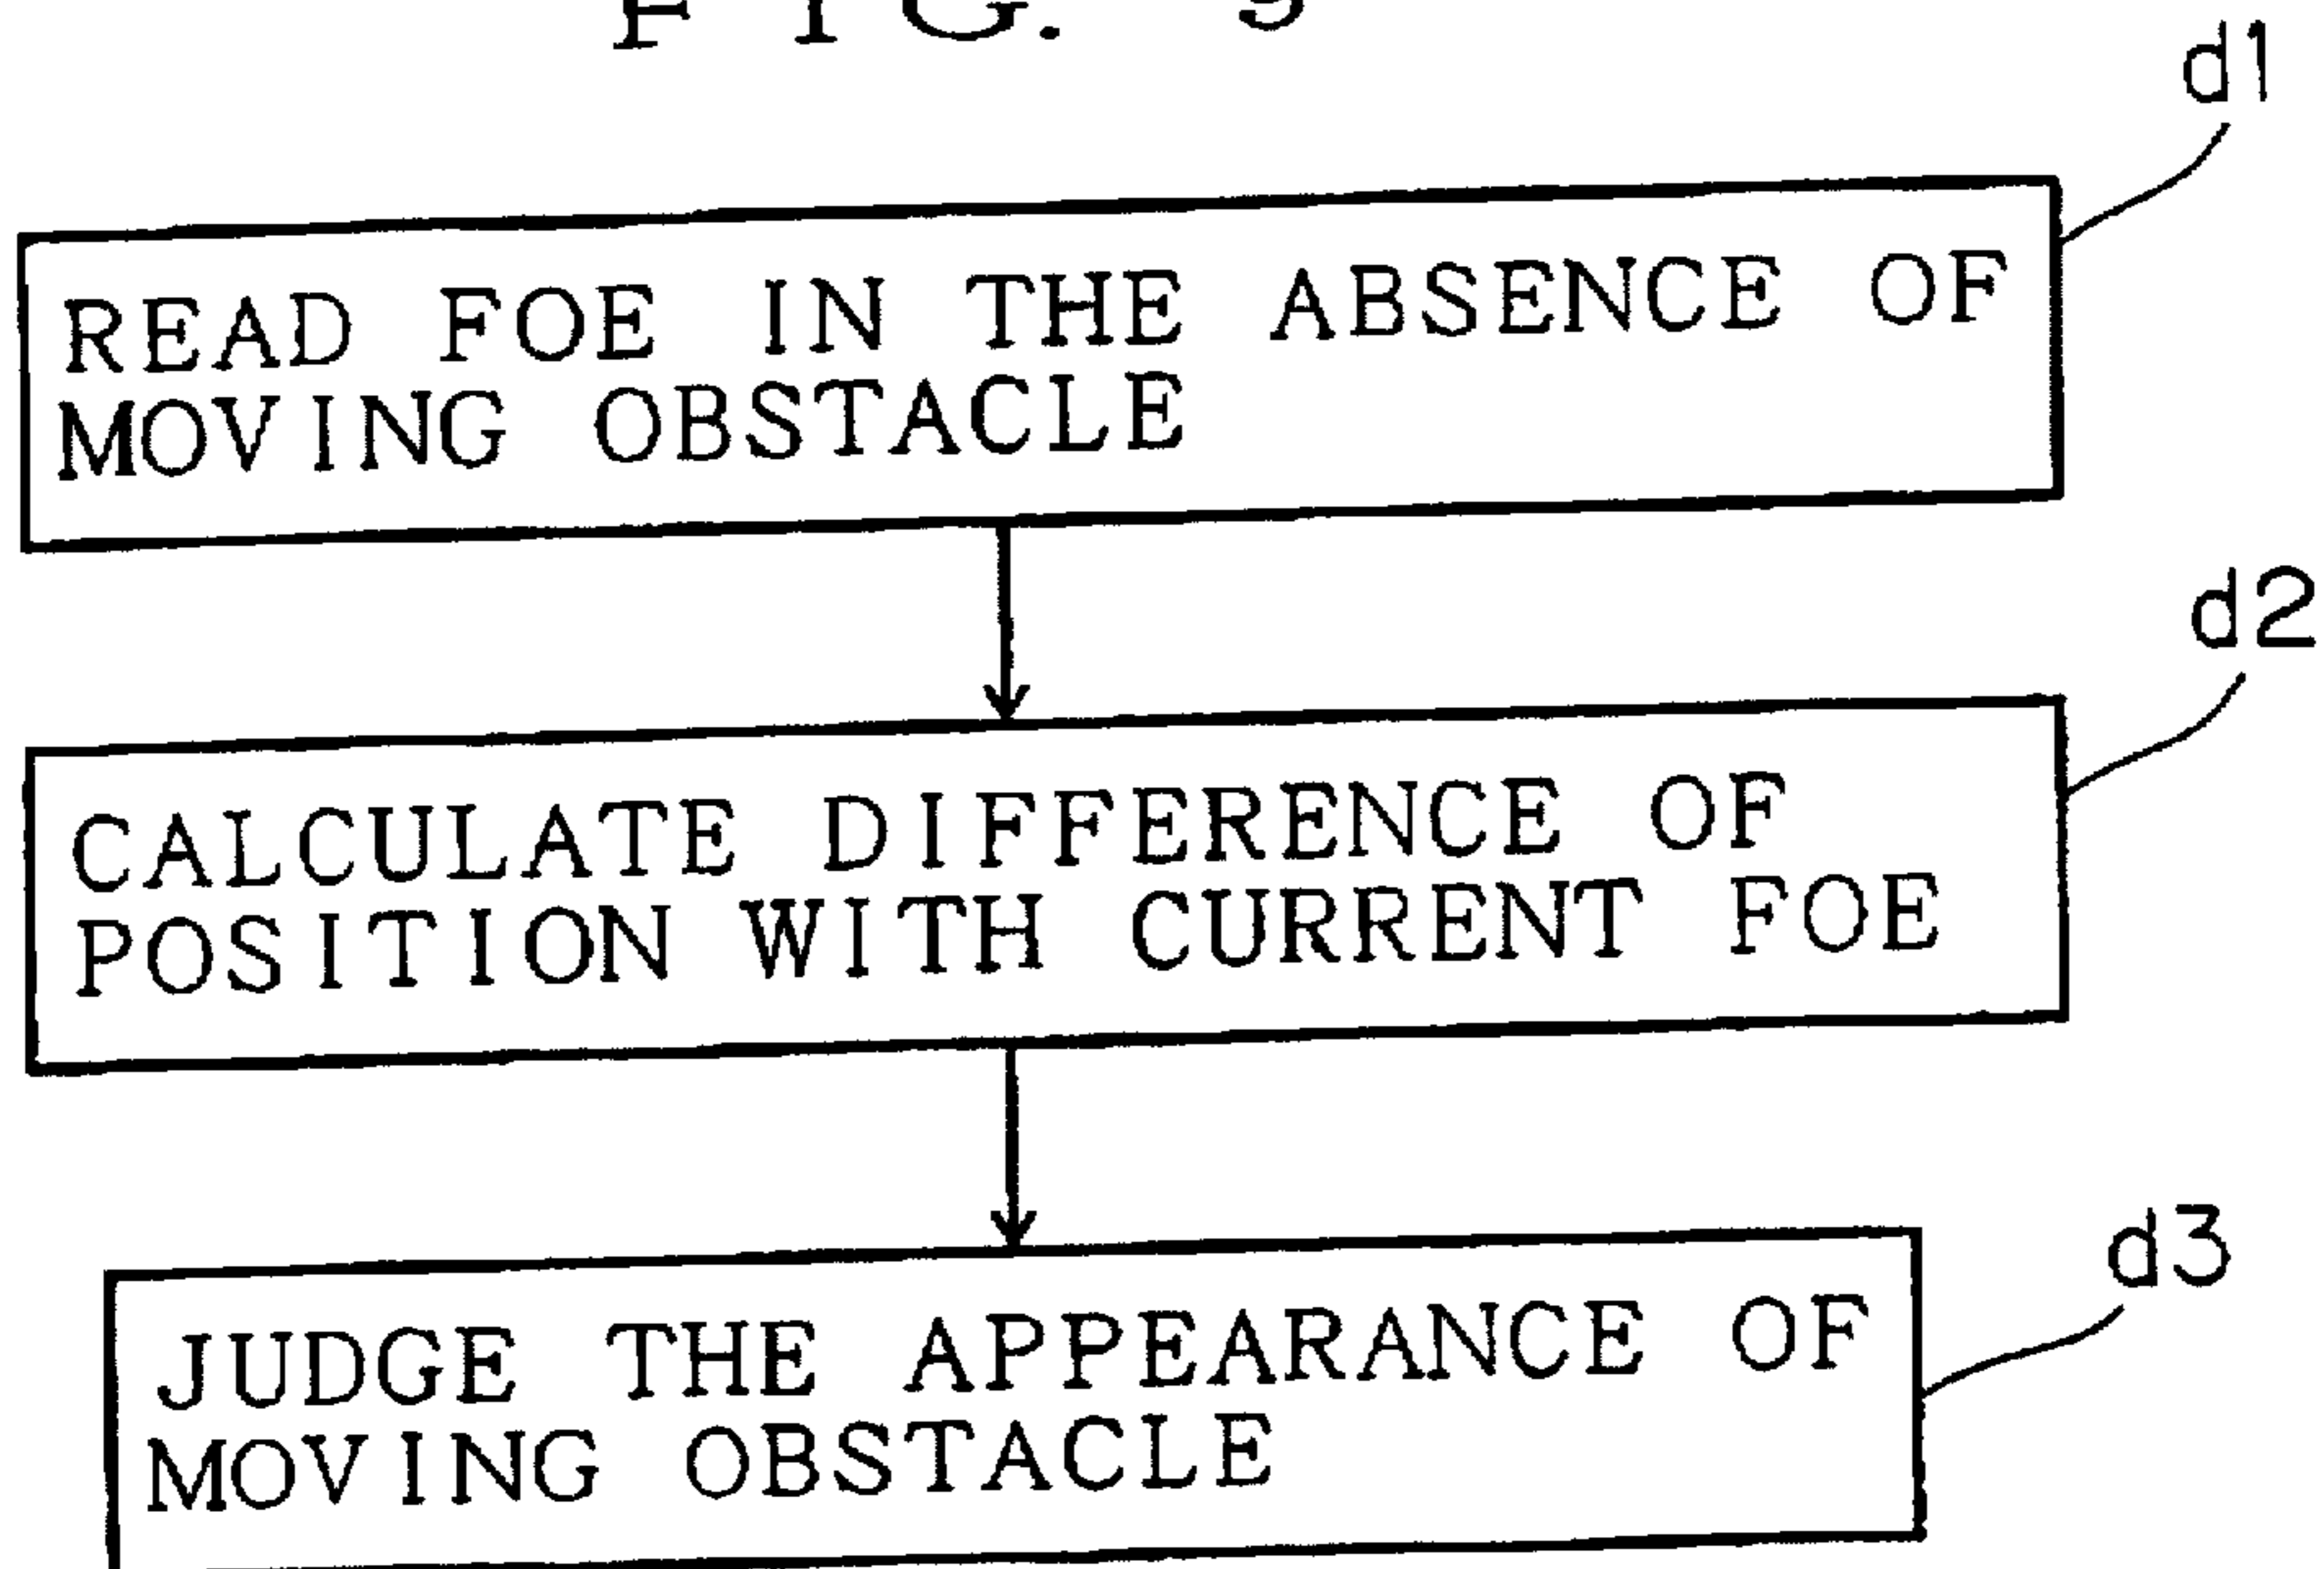 FIG.
d1
READ FOE IN THE ABSENCE OF
MOVING OBSTACLE
d2
CALCULATE DIFFERENCE OF
POSITION WITH CURRENT FOE
d3
JUDGE THE APPEARANCE OF
MOVING OBSTACLE